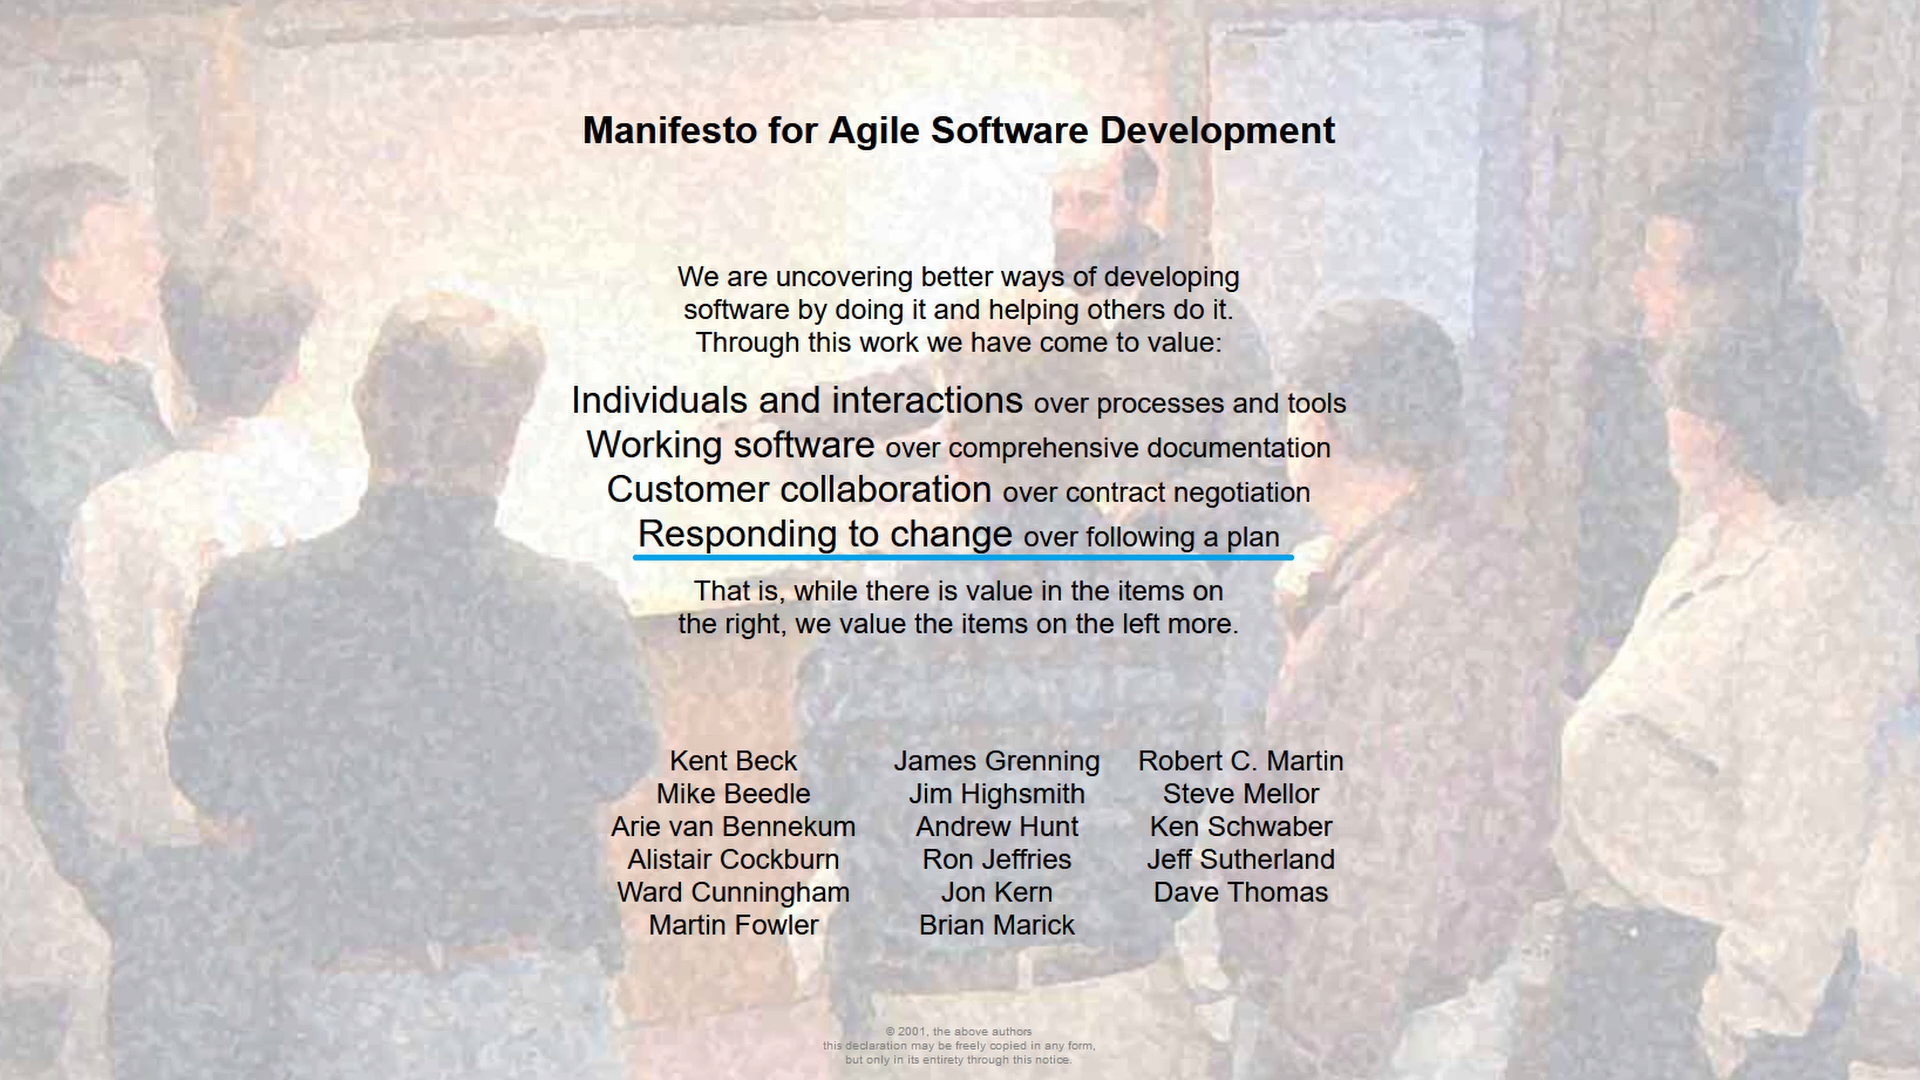 Manifesto for Agile Software Development
We are uncovering better ways of developing
software by doing it and helping others do it.
Through this work we have come to value:
Individuals and interactions over processes and tools
Working software over comprehensive documentation
Customer collaboration over contract negotiation
Responding to change over following a plan
That is, while there is value in the items on
the right, we value the items on the left more.
Kent Beck
Mike Beedle
Arie van Bennekum
Alistair Cockburn
Ward Cunningham
Martin Fowler
James Grenning
Jim Highsmith
Andrew Hunt
Ron Jeffries
Jon Kern
Brian Marick
Robert C. Martin
Steve Mellor
Ken Schwaber
Jeff Sutherland
Dave Thomas
© 2001, the above authors
this declaration may be freely copied in any form,
but only in its entirety through this notice.